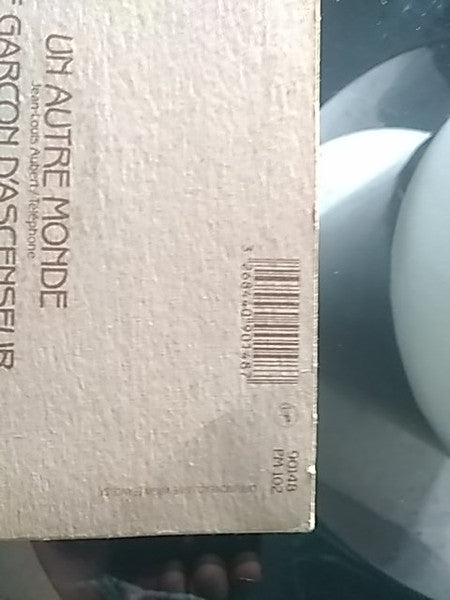 UN AUTRE MONDE
Jean-Louis Aubert/Téléphone
GARÇON D'ASCENSEUR
3 268440 901487
90148
PM 102